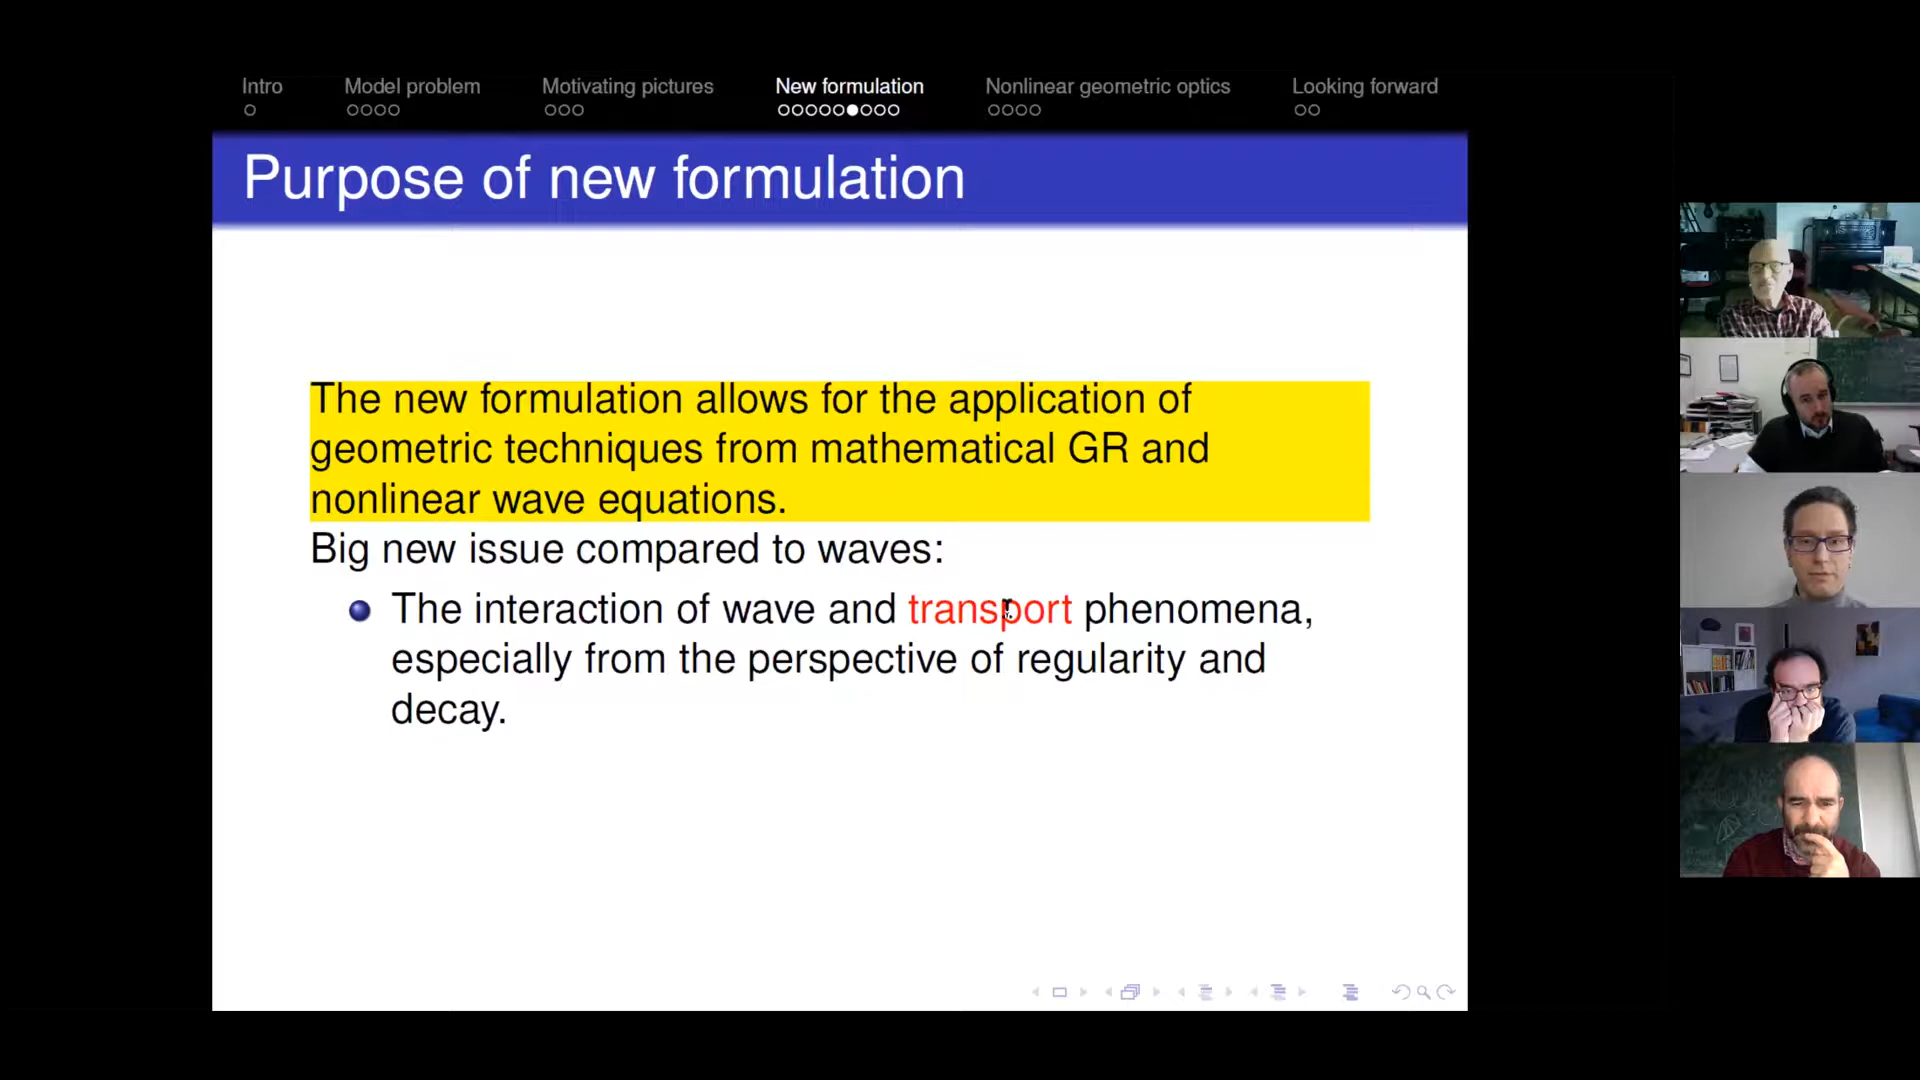 Intro Model problem Motivating pictures New formulation Nonlinear geometric optics Looking forward
Purpose of new formulation
The new formulation allows for the application of
geometric techniques from mathematical GR and
nonlinear wave equations.
Big new issue compared to waves:
The interaction of wave and transport phenomena,
especially from the perspective of regularity and
decay.